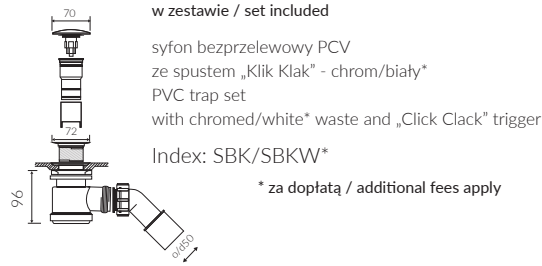 70
w zestawie / set included
syfon bezprzelewowy PCV
ze spustem „Klik Klak” - chrom/biały*
PVC trap set
with chromed/white* waste and „Click Clack” trigger
72
Index: SBK/SBKW*
* za dopłatą / additional fees apply
96
o/d50